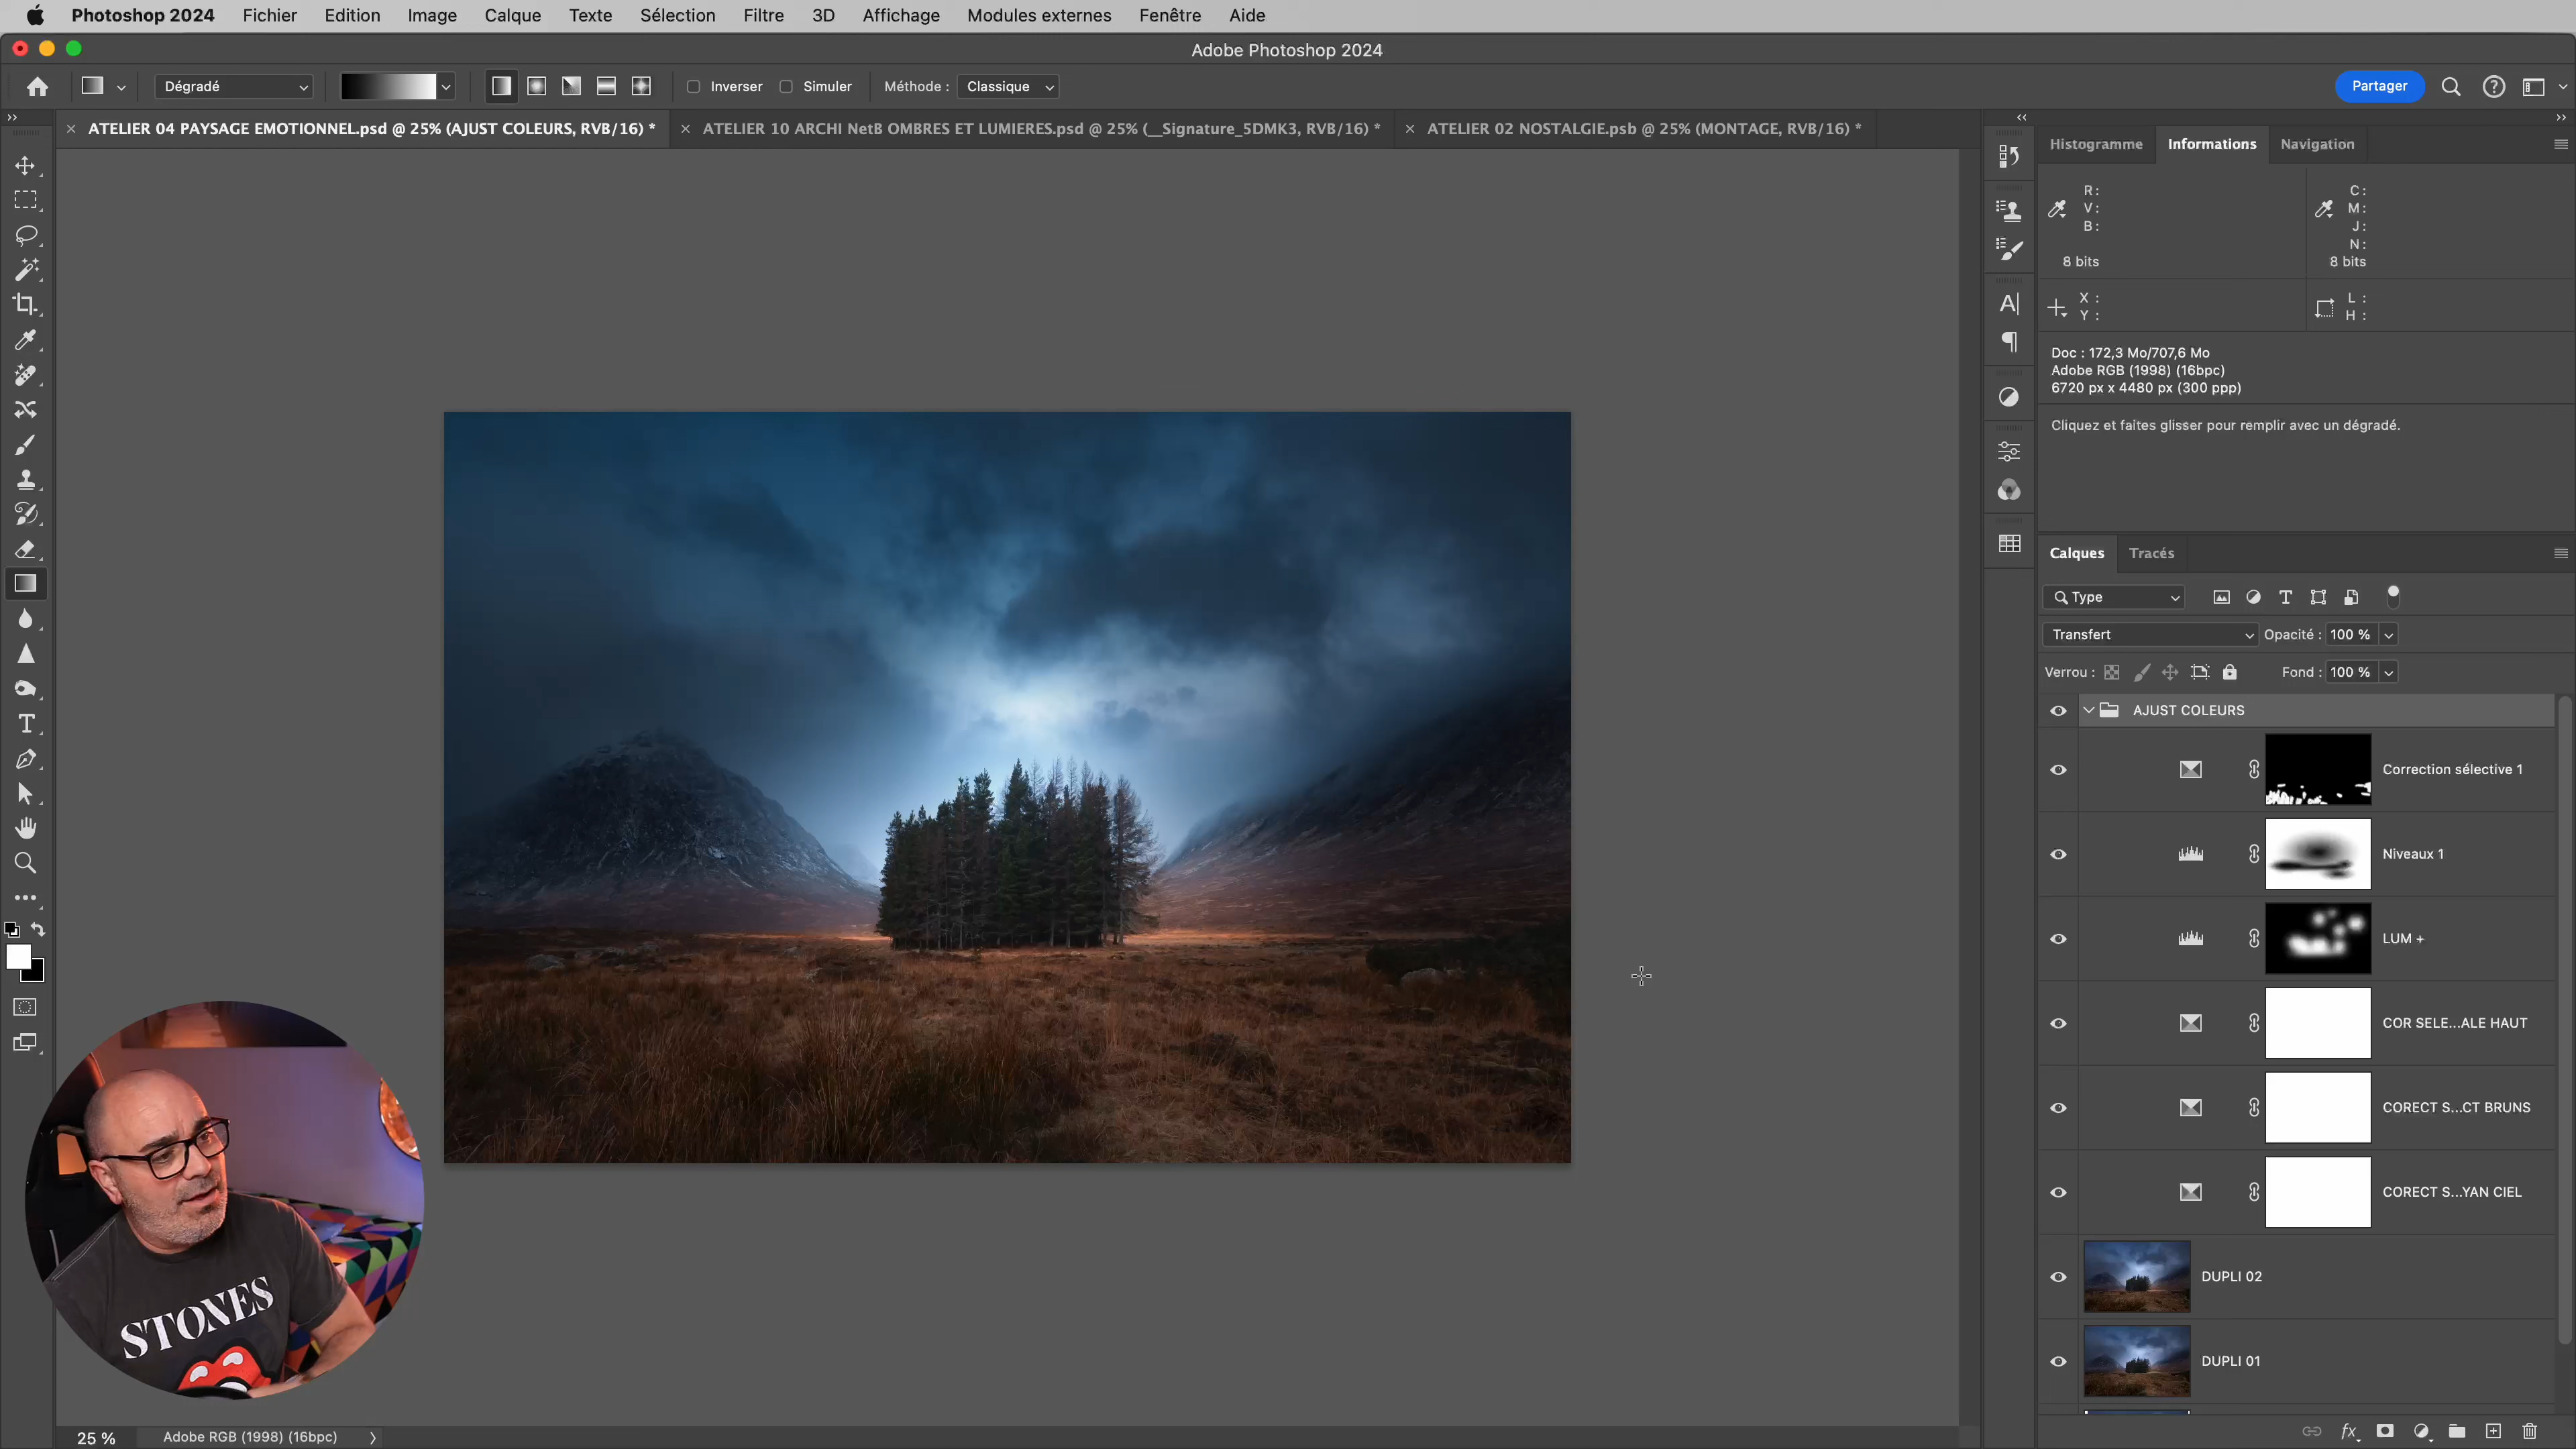 Photoshop 2024 Fichier Edition Image Calque Texte Sélection Filtre 3D Affichage Modules externes Fenêtre Aide
Adobe Photoshop 2024
Dégradé Inverser Simuler Méthode : Classique Partager
ATELIER 04 PAYSAGE EMOTIONNEL.psd @ 25% (AJUST COLEURS, RVB/16) * ATELIER 10 ARCHI NetB OMBRES ET LUMIERES.psd @ 25% (__Signature_5DMK3, RVB/16) * ATELIER 02 NOSTALGIE.psb @ 25% (MONTAGE, RVB/16) *
Histogramme Informations Navigation
R : C :
V : M :
B : J :
N :
8 bits 8 bits
X : L :
Y : H :
Doc : 172,3 Mo/707,6 Mo
Adobe RGB (1998) (16bpc)
6720 px x 4480 px (300 ppp)
Cliquez et faites glisser pour remplir avec un dégradé.
Calques Tracés
Type
Transfert Opacité : 100 %
Verrou : Fond : 100 %
AJUST COLEURS
Correction sélective 1
Niveaux 1
LUM +
COR SELE...ALE HAUT
CORECT S...CT BRUNS
CORECT S...YAN CIEL
DUPLI 02
DUPLI 01
fx
STONES
25 % Adobe RGB (1998) (16bpc)